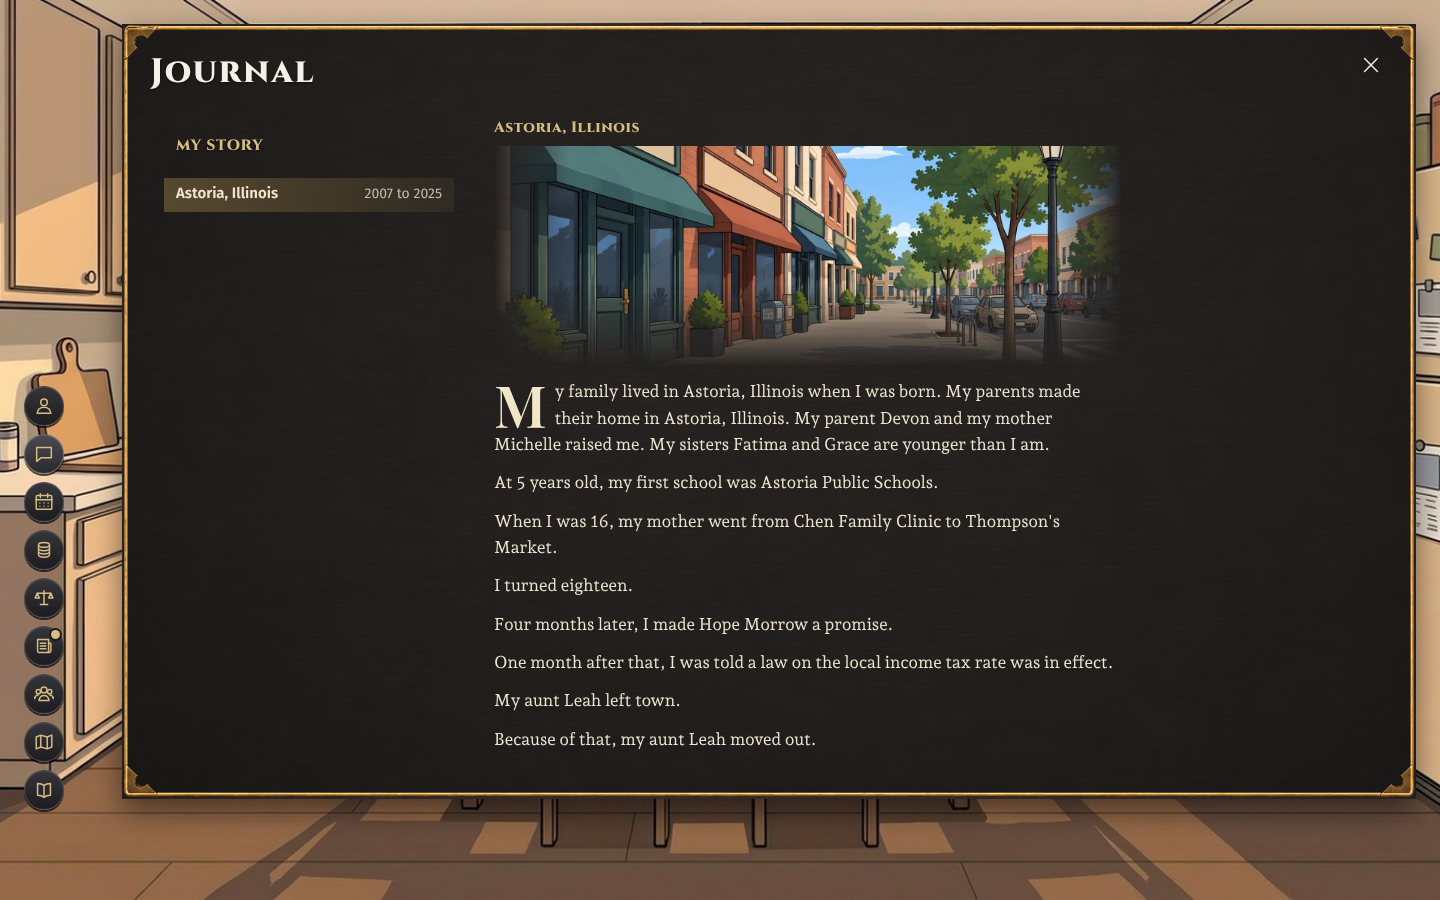 Journal
MY STORY
Astoria, Illinois 2007 to 2025
Astoria, Illinois
My family lived in Astoria, Illinois when I was born. My parents made
their home in Astoria, Illinois. My parent Devon and my mother
Michelle raised me. My sisters Fatima and Grace are younger than I am.
At 5 years old, my first school was Astoria Public Schools.
When I was 16, my mother went from Chen Family Clinic to Thompson's
Market.
I turned eighteen.
Four months later, I made Hope Morrow a promise.
One month after that, I was told a law on the local income tax rate was in effect.
My aunt Leah left town.
Because of that, my aunt Leah moved out.